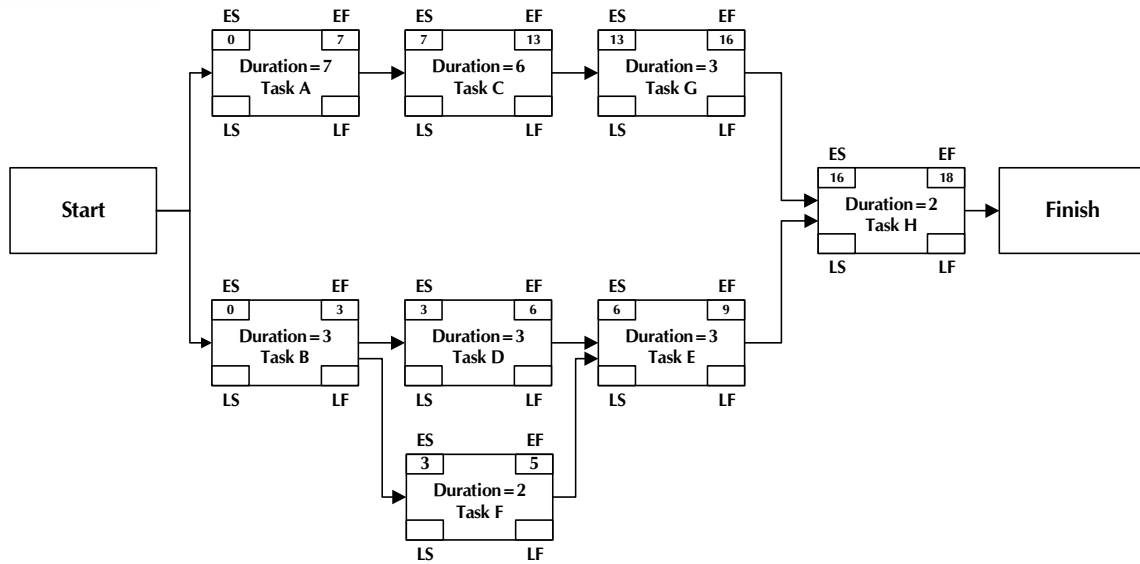 ES EF ES EF ES EF
0 7 7 13 13 16
Duration=7 Duration=6 Duration=3
Task A Task C Task G
LS LF LS LF LS LF
ES EF
16 18
Start Duration=2 Finish
Task H
LS LF
ES EF ES EF ES EF
0 3 3 6 6 9
Duration=3 Duration=3 Duration=3
Task B Task D Task E
LS LF LS LF LS LF
ES EF
3 5
Duration=2
Task F
LS LF